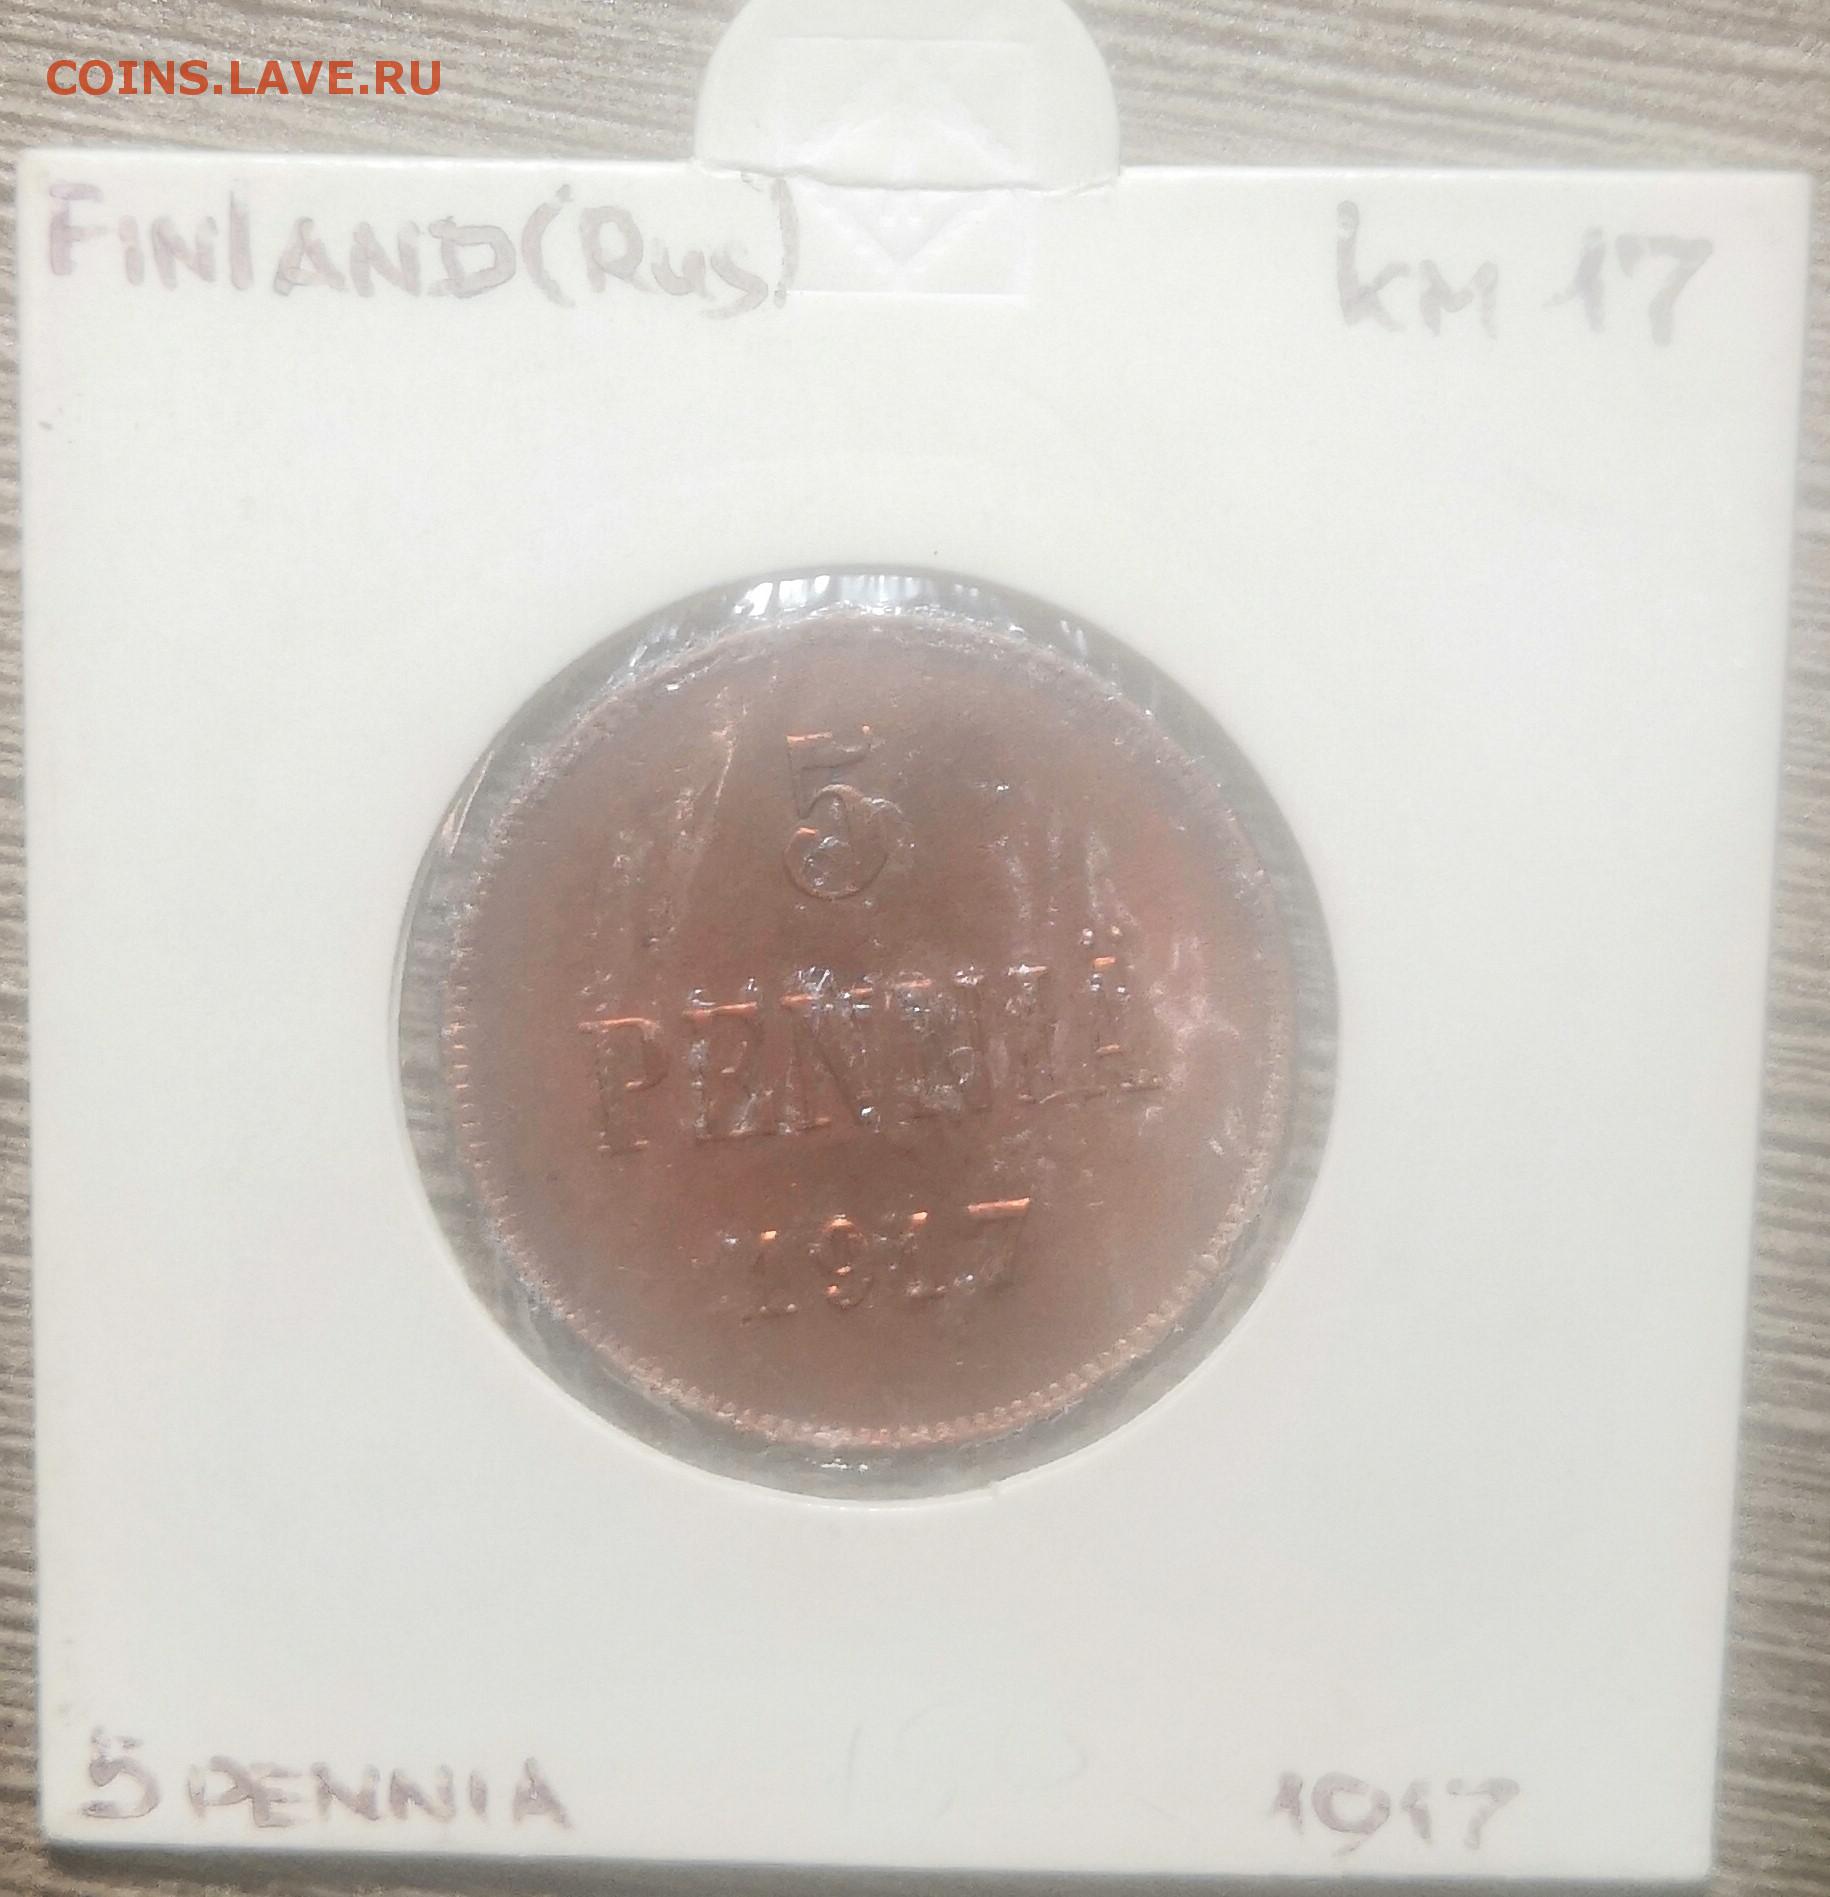 COINS.LAVE.RU
FINLAND (Rus) KM 17
5
PENNIÄ
1917
5 PENNIA 1917